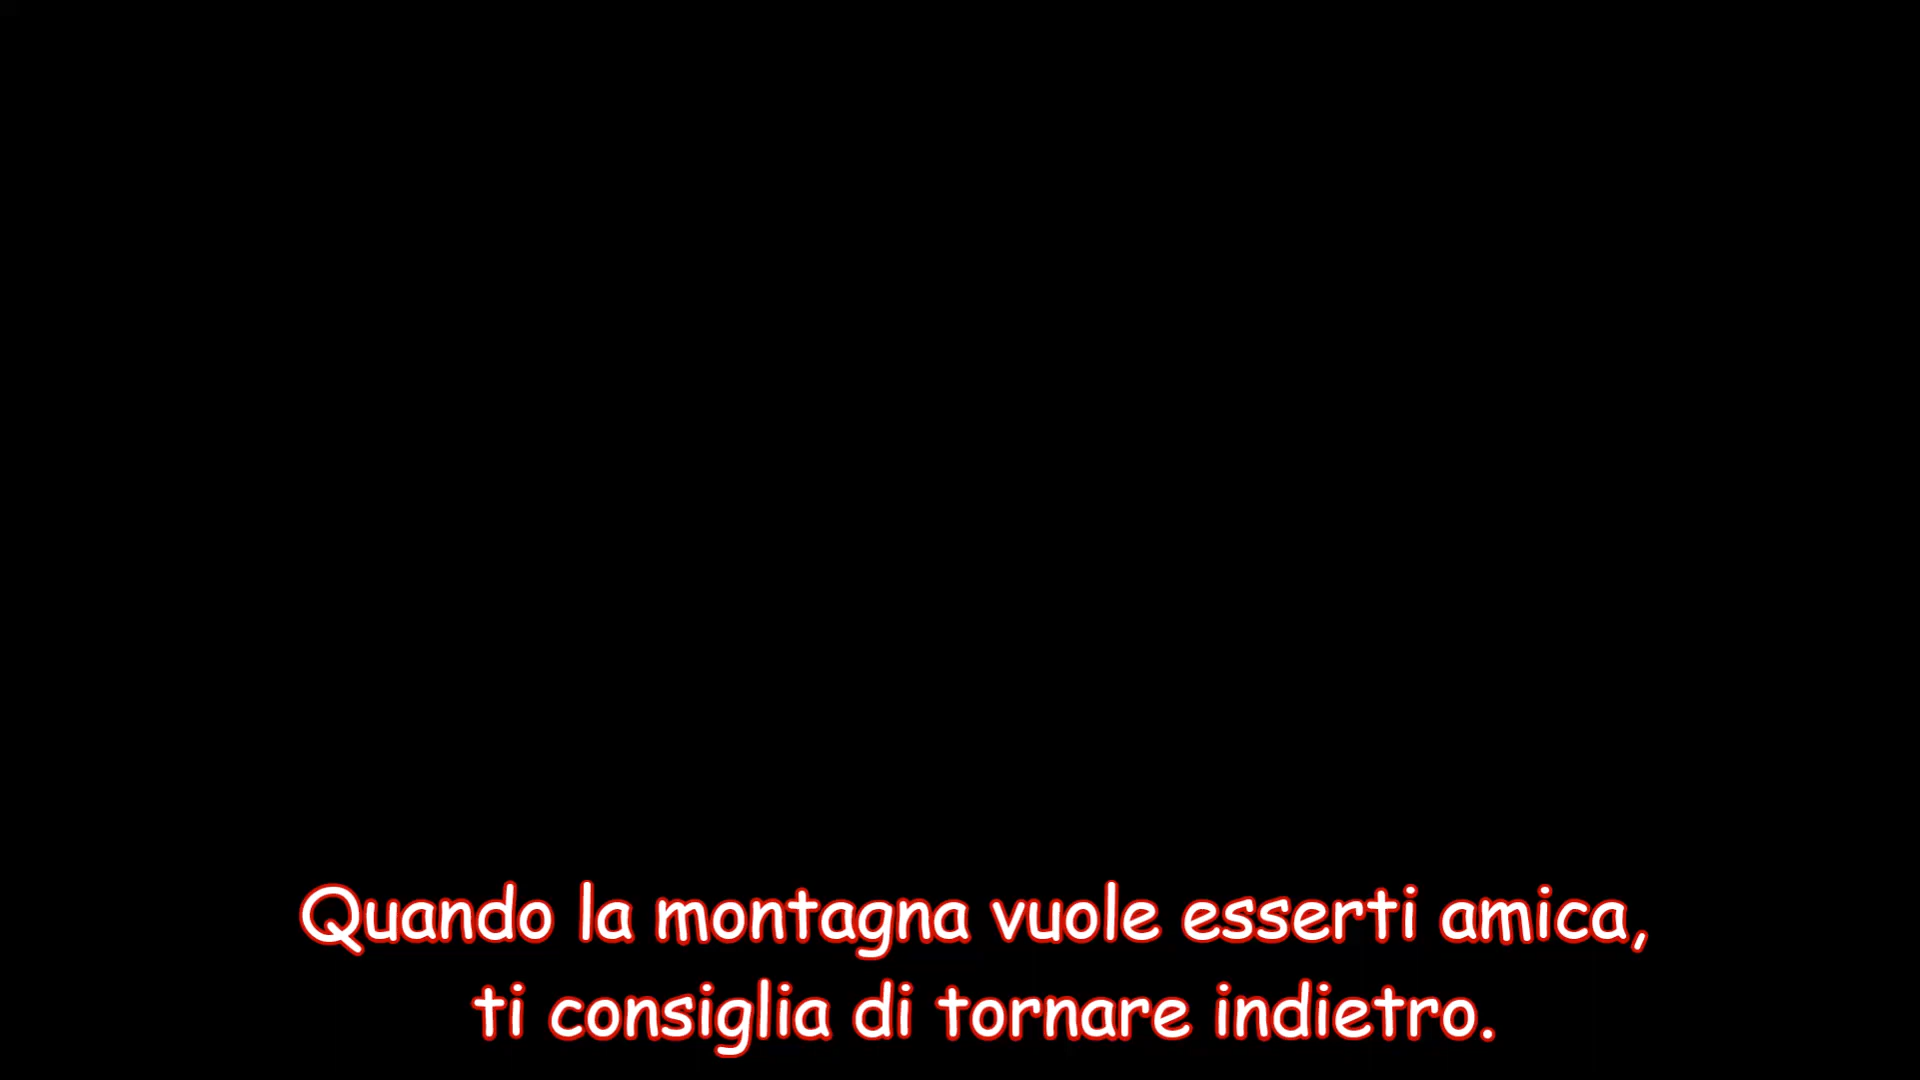 Quando la montagna vuole esserti amica,
ti consiglia di tornare indietro.